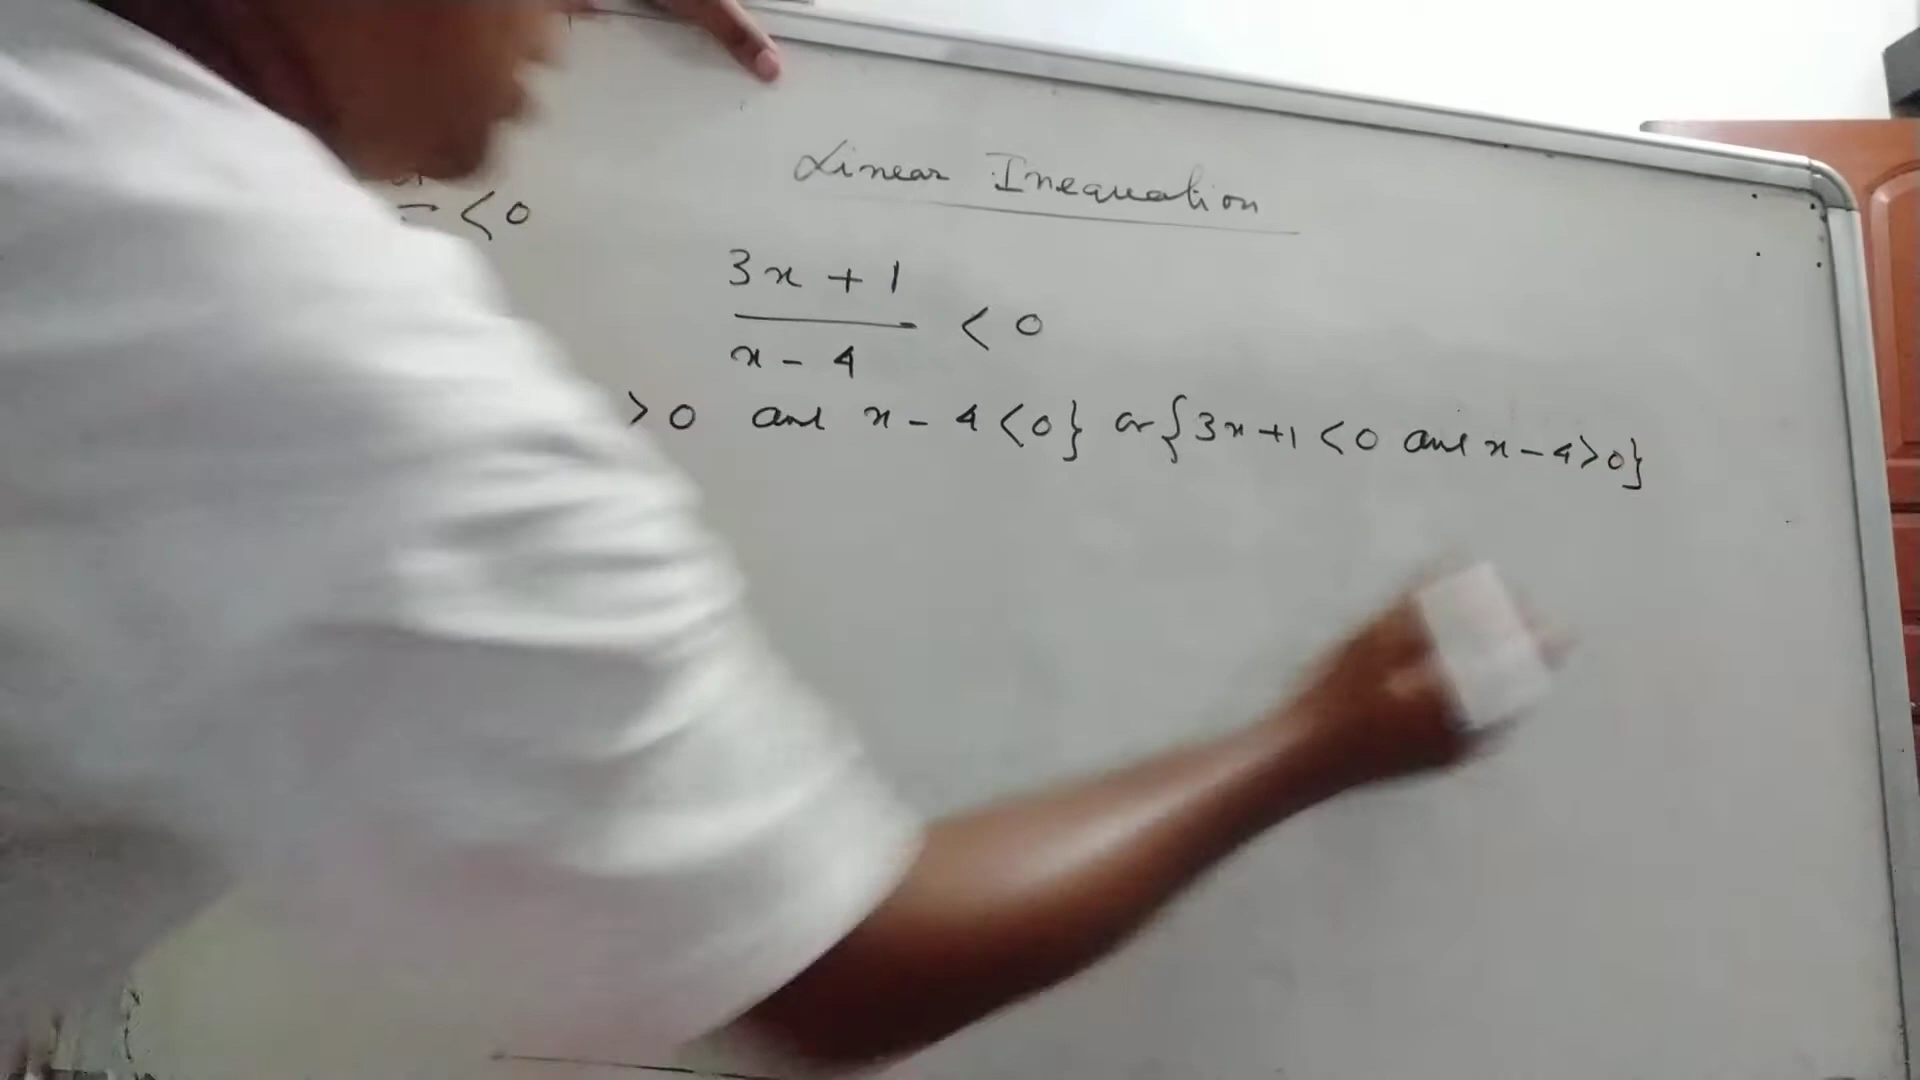 Linear Inequation
< 0
3x + 1
x - 4
< 0
> 0 and x - 4 < 0} or {3x + 1 < 0 and x - 4 > 0}